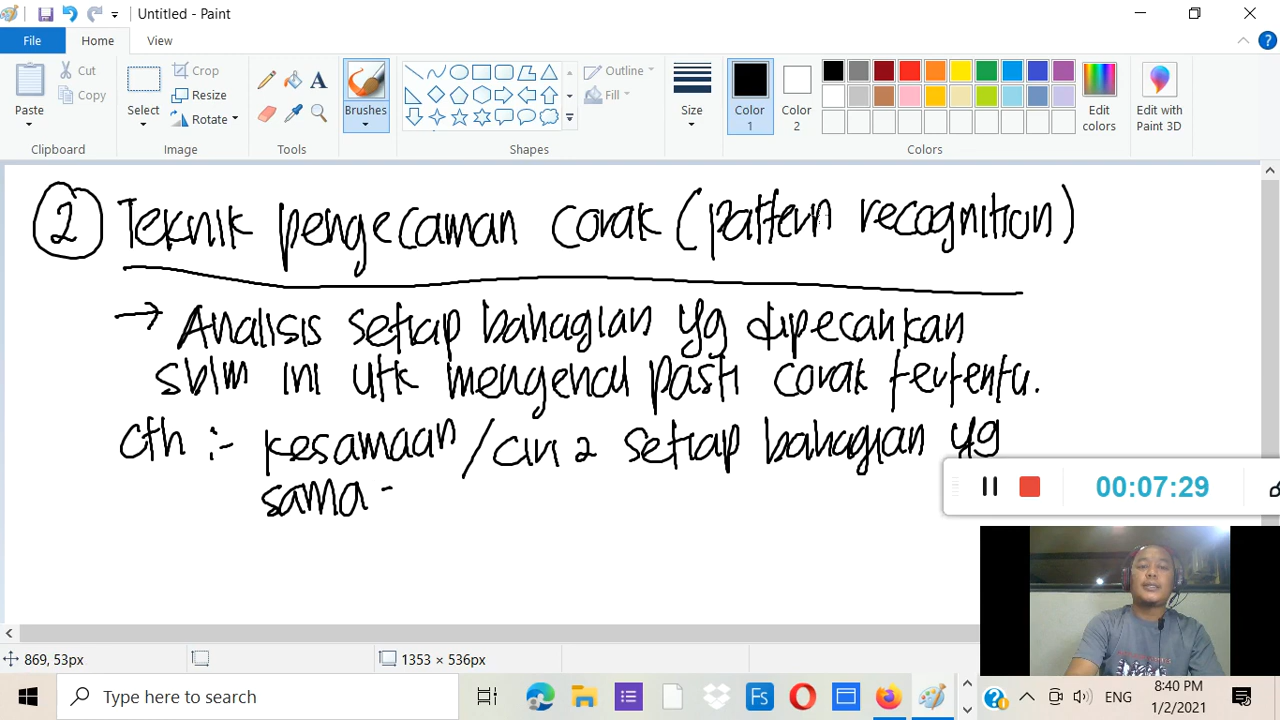 Untitled - Paint
File
Home
View
Paste
Cut
Copy
Clipboard
Select
Crop
Resize
Rotate
Image
Tools
Brushes
Shapes
Outline
Fill
Size
Color 1
Color 2
Edit colors
Edit with Paint 3D
Colors
2 Teknik pengecaman corak (pattern recognition)
→ Analisis setiap bahagian yg dipecahkan
sblm ini utk mengenal pasti corak tertentu.
Cth :- kesamaan / ciri2 setiap bahagian yg
sama -
00:07:29
869, 53px
1353 × 536px
Type here to search
Fs
ENG
8:40 PM
1/2/2021